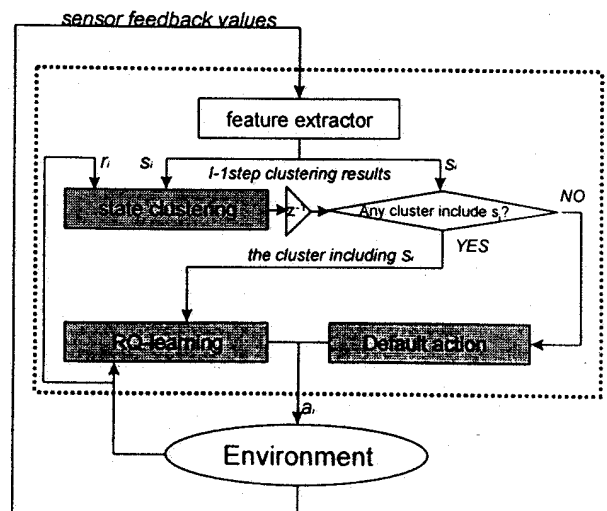 sensor feedback values
feature extractor
rᵢ
sᵢ
sᵢ
l-1step clustering results
state clustering
z⁻¹
Any cluster include sᵢ?
NO
YES
the cluster including Sᵢ
RQ-learning
Default action
aᵢ
Environment